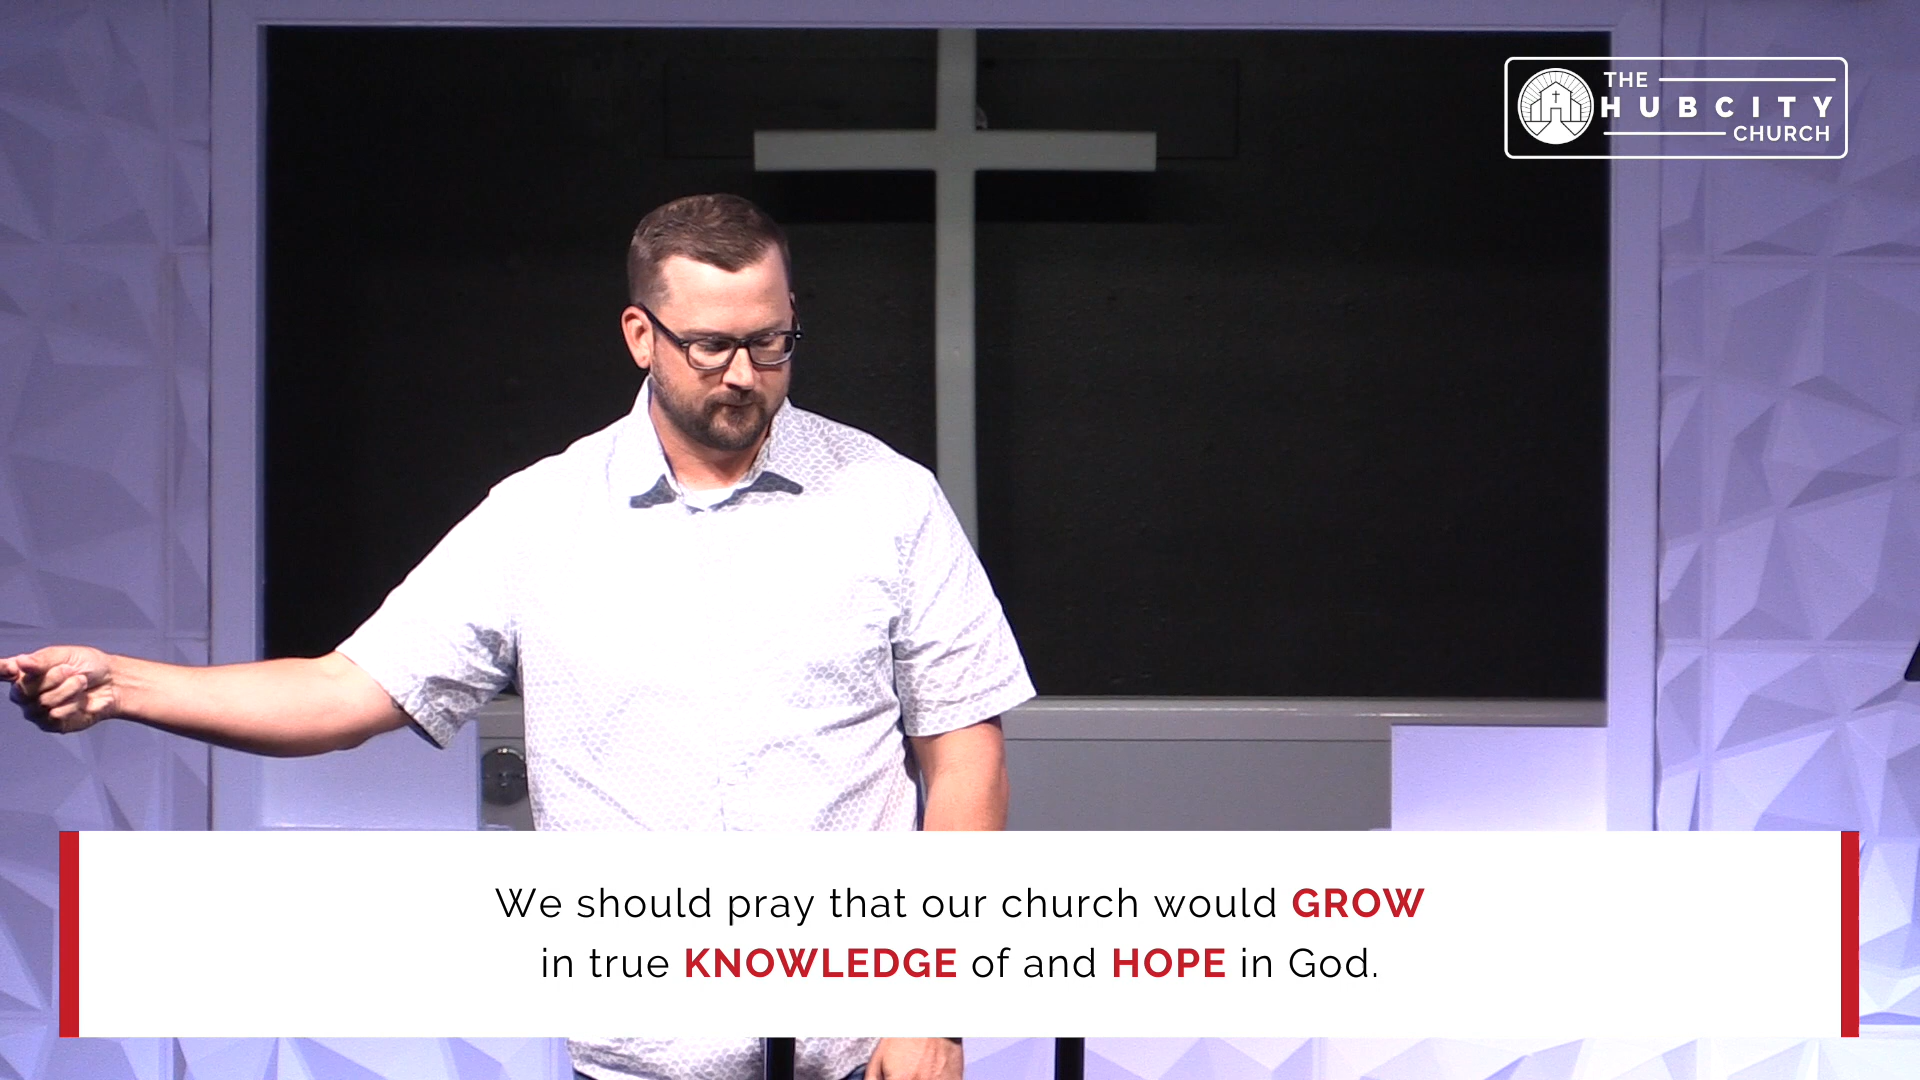 THE
HUBCITY
CHURCH
We should pray that our church would GROW
in true KNOWLEDGE of and HOPE in God.